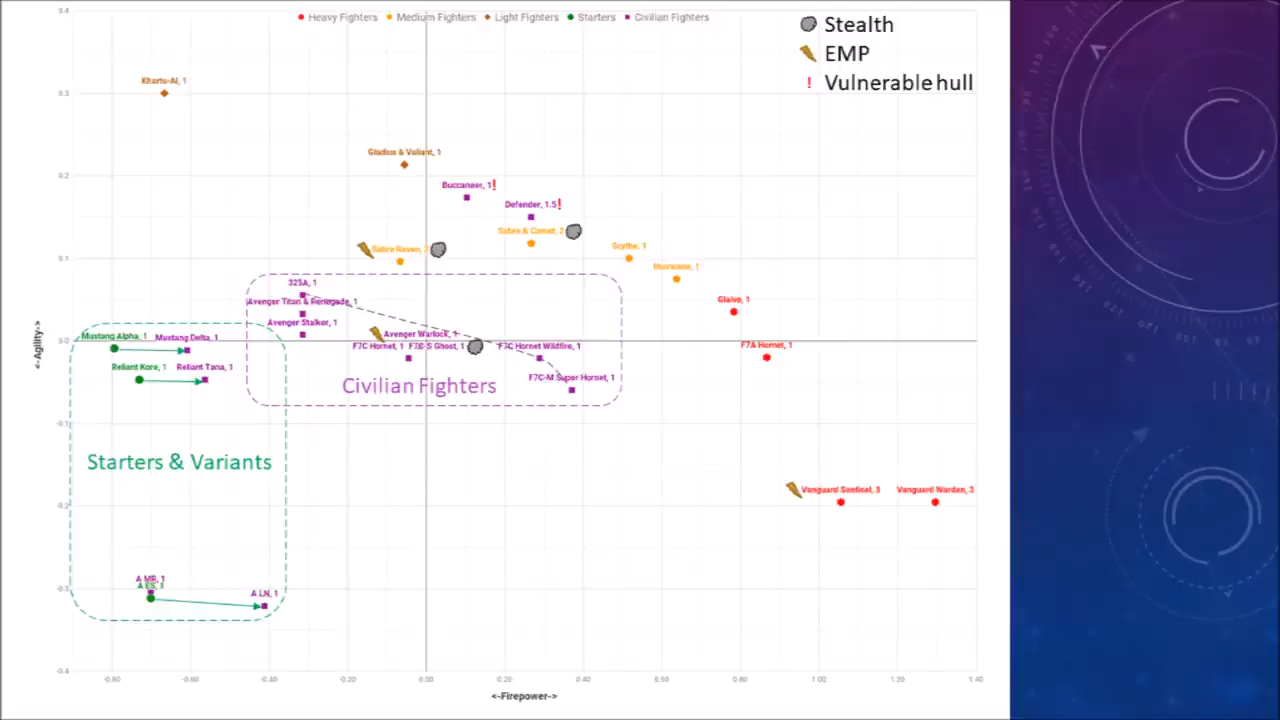 0.4
Heavy Fighters Medium Fighters Light Fighters Starters Civilian Fighters
Stealth
EMP
! Vulnerable hull
Khartu-Al, 1
0.3
Gladius & Valiant, 1
0.2
Buccaneer, 1!
Defender, 1.5!
Sabre & Comet, 2
Sabre Raven, 2
Scythe, 1
0.1
Hurricane, 1
325A, 1
Avenger Titan & Renegade, 1
Glaive, 1
Avenger Stalker, 1
Mustang Alpha, 1 Mustang Delta, 1
Avenger Warlock, 1
0.0
F7C Hornet, 1 F7C-S Ghost, 1 F7C Hornet Wildfire, 1
F7A Hornet, 1
Reliant Kore, 1 Reliant Tana, 1
F7C-M Super Hornet, 1
Civilian Fighters
<-Agility->
-0.1
Starters & Variants
Vanguard Sentinel, 3 Vanguard Warden, 3
-0.2
A MR, 1
A ES, 1
-0.3
A LN, 1
-0.4
-0.80 -0.60 -0.40 -0.20 0.00 0.20 0.40 0.60 0.80 1.00 1.20 1.40
<-Firepower->